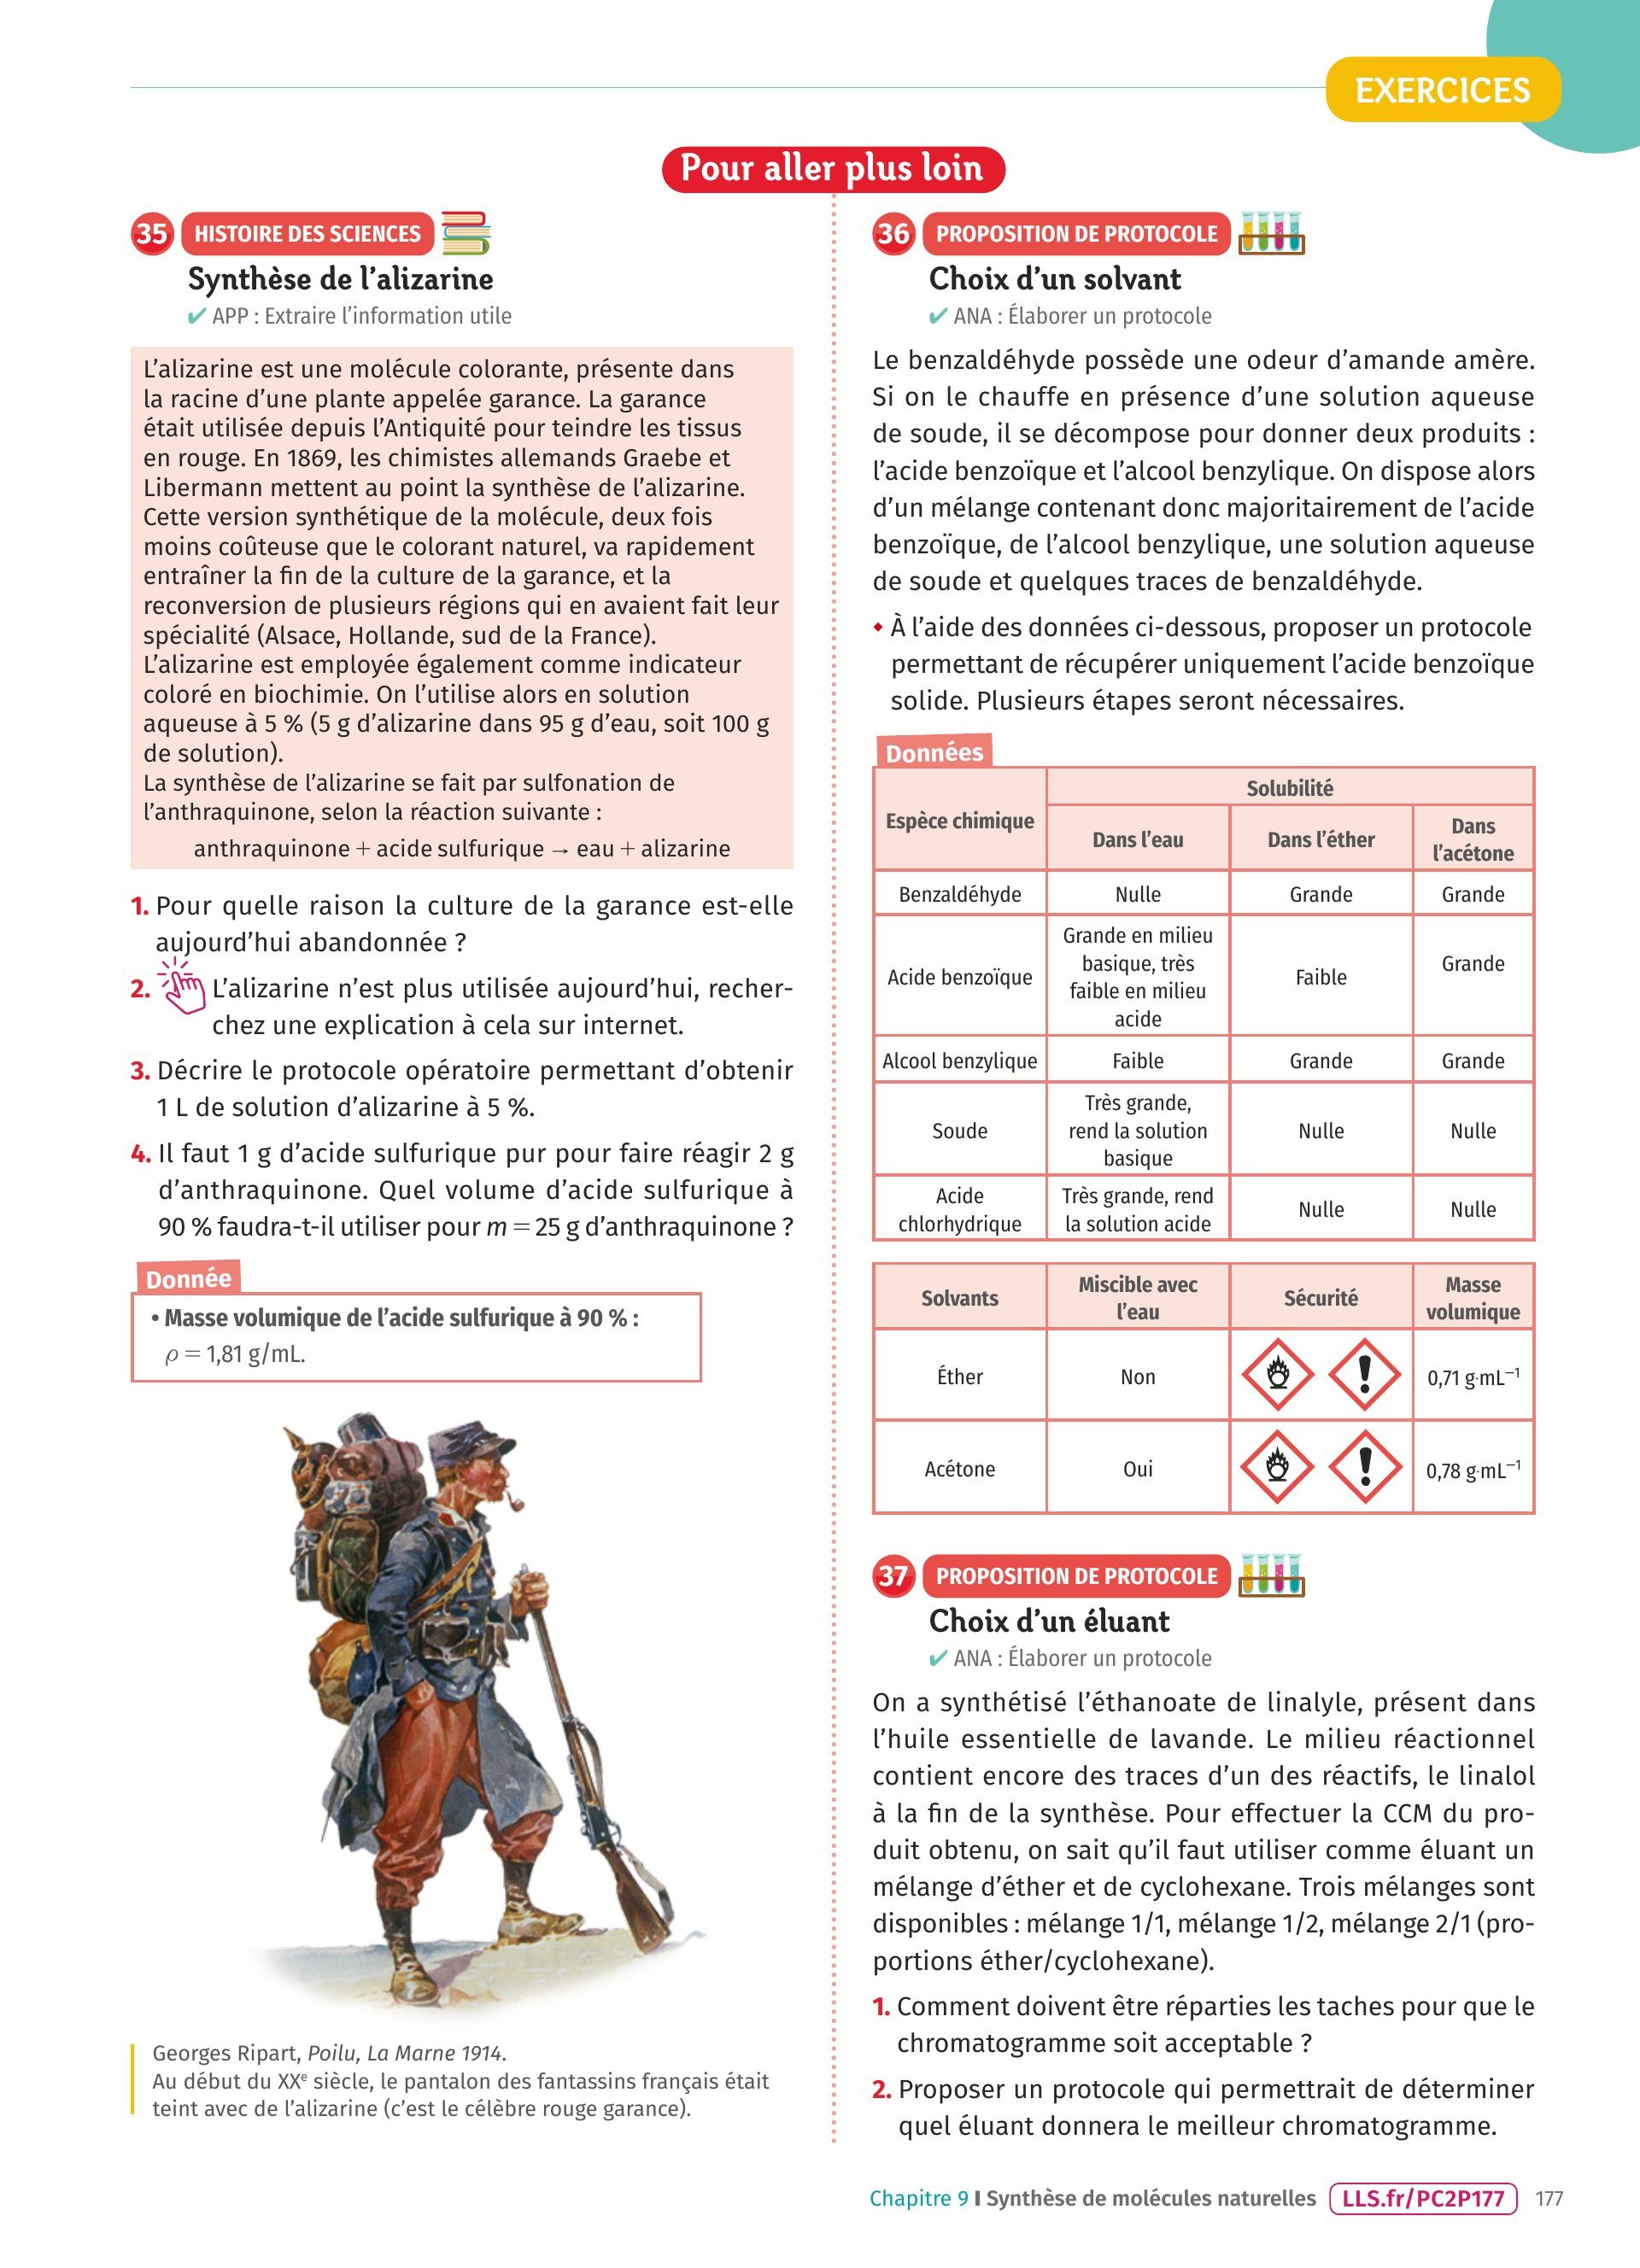 EXERCICES
Pour aller plus loin
35 HISTOIRE DES SCIENCES
Synthèse de l'alizarine
✔ APP : Extraire l'information utile
L'alizarine est une molécule colorante, présente dans
la racine d'une plante appelée garance. La garance
était utilisée depuis l'Antiquité pour teindre les tissus
en rouge. En 1869, les chimistes allemands Graebe et
Libermann mettent au point la synthèse de l'alizarine.
Cette version synthétique de la molécule, deux fois
moins coûteuse que le colorant naturel, va rapidement
entraîner la fin de la culture de la garance, et la
reconversion de plusieurs régions qui en avaient fait leur
spécialité (Alsace, Hollande, sud de la France).
L'alizarine est employée également comme indicateur
coloré en biochimie. On l'utilise alors en solution
aqueuse à 5 % (5 g d'alizarine dans 95 g d'eau, soit 100 g
de solution).
La synthèse de l'alizarine se fait par sulfonation de
l'anthraquinone, selon la réaction suivante :
anthraquinone + acide sulfurique → eau + alizarine
1. Pour quelle raison la culture de la garance est-elle
aujourd'hui abandonnée ?
2. L'alizarine n'est plus utilisée aujourd'hui, recher-
chez une explication à cela sur internet.
3. Décrire le protocole opératoire permettant d'obtenir
1 L de solution d'alizarine à 5 %.
4. Il faut 1 g d'acide sulfurique pur pour faire réagir 2 g
d'anthraquinone. Quel volume d'acide sulfurique à
90 % faudra-t-il utiliser pour m = 25 g d'anthraquinone ?
Donnée
• Masse volumique de l'acide sulfurique à 90 % :
ρ = 1,81 g/mL.
Georges Ripart, Poilu, La Marne 1914.
Au début du XXe siècle, le pantalon des fantassins français était
teint avec de l'alizarine (c'est le célèbre rouge garance).
36 PROPOSITION DE PROTOCOLE
Choix d'un solvant
✔ ANA : Élaborer un protocole
Le benzaldéhyde possède une odeur d'amande amère.
Si on le chauffe en présence d'une solution aqueuse
de soude, il se décompose pour donner deux produits :
l'acide benzoïque et l'alcool benzylique. On dispose alors
d'un mélange contenant donc majoritairement de l'acide
benzoïque, de l'alcool benzylique, une solution aqueuse
de soude et quelques traces de benzaldéhyde.
◆ À l'aide des données ci-dessous, proposer un protocole
permettant de récupérer uniquement l'acide benzoïque
solide. Plusieurs étapes seront nécessaires.
Données
Espèce chimique
Solubilité
Dans l'eau
Dans l'éther
Dans
l'acétone
Benzaldéhyde
Nulle
Grande
Grande
Acide benzoïque
Grande en milieu
basique, très
faible en milieu
acide
Faible
Grande
Alcool benzylique
Faible
Grande
Grande
Soude
Très grande,
rend la solution
basique
Nulle
Nulle
Acide
chlorhydrique
Très grande, rend
la solution acide
Nulle
Nulle
Solvants
Miscible avec
l'eau
Sécurité
Masse
volumique
Éther
Non
0,71 g·mL⁻¹
Acétone
Oui
0,78 g·mL⁻¹
37 PROPOSITION DE PROTOCOLE
Choix d'un éluant
✔ ANA : Élaborer un protocole
On a synthétisé l'éthanoate de linalyle, présent dans
l'huile essentielle de lavande. Le milieu réactionnel
contient encore des traces d'un des réactifs, le linalol
à la fin de la synthèse. Pour effectuer la CCM du pro-
duit obtenu, on sait qu'il faut utiliser comme éluant un
mélange d'éther et de cyclohexane. Trois mélanges sont
disponibles : mélange 1/1, mélange 1/2, mélange 2/1 (pro-
portions éther/cyclohexane).
1. Comment doivent être réparties les taches pour que le
chromatogramme soit acceptable ?
2. Proposer un protocole qui permettrait de déterminer
quel éluant donnera le meilleur chromatogramme.
Chapitre 9 | Synthèse de molécules naturelles LLS.fr/PC2P177 177